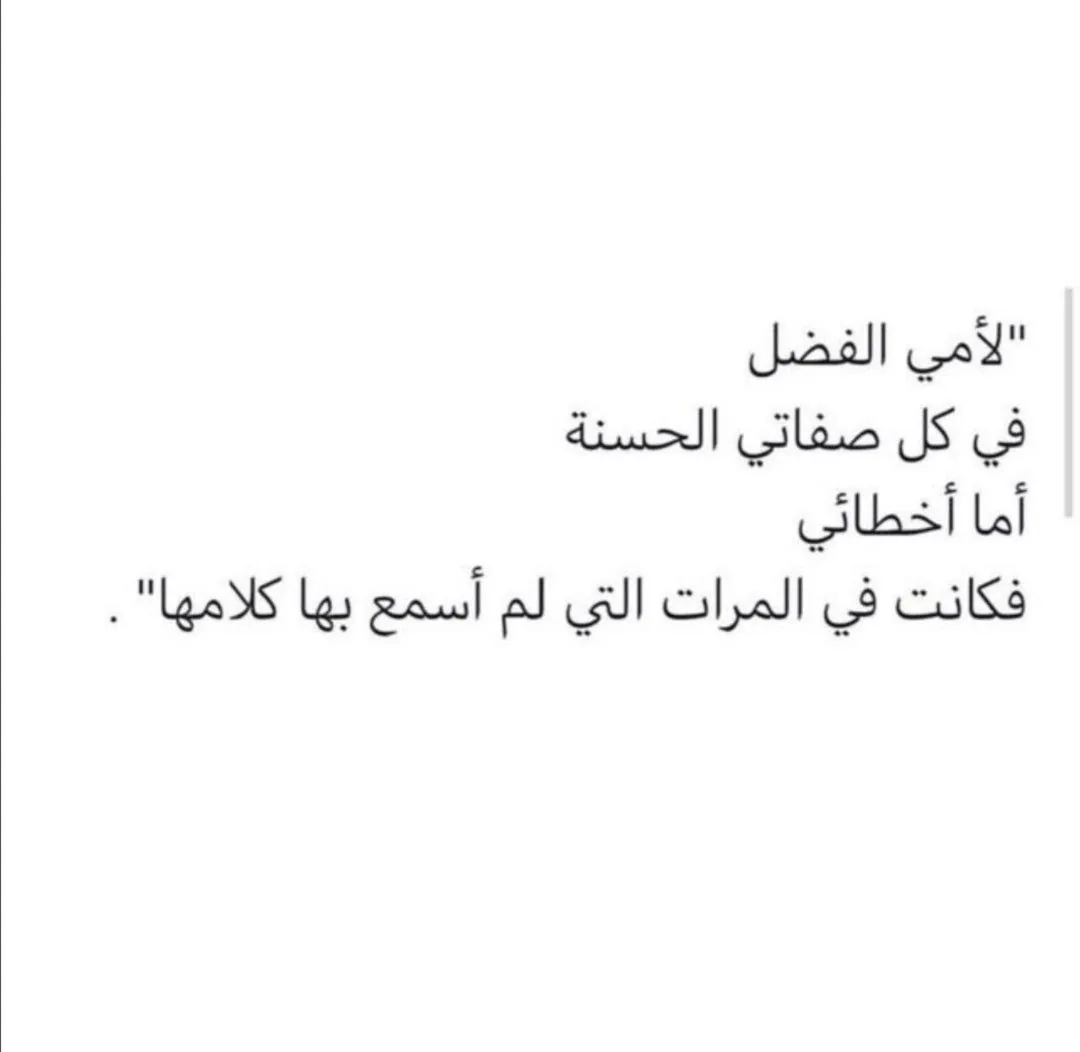 "لأمي الفضل
في كل صفاتي الحسنة
أما أخطائي
فكانت في المرات التي لم أسمع بها كلامها" .